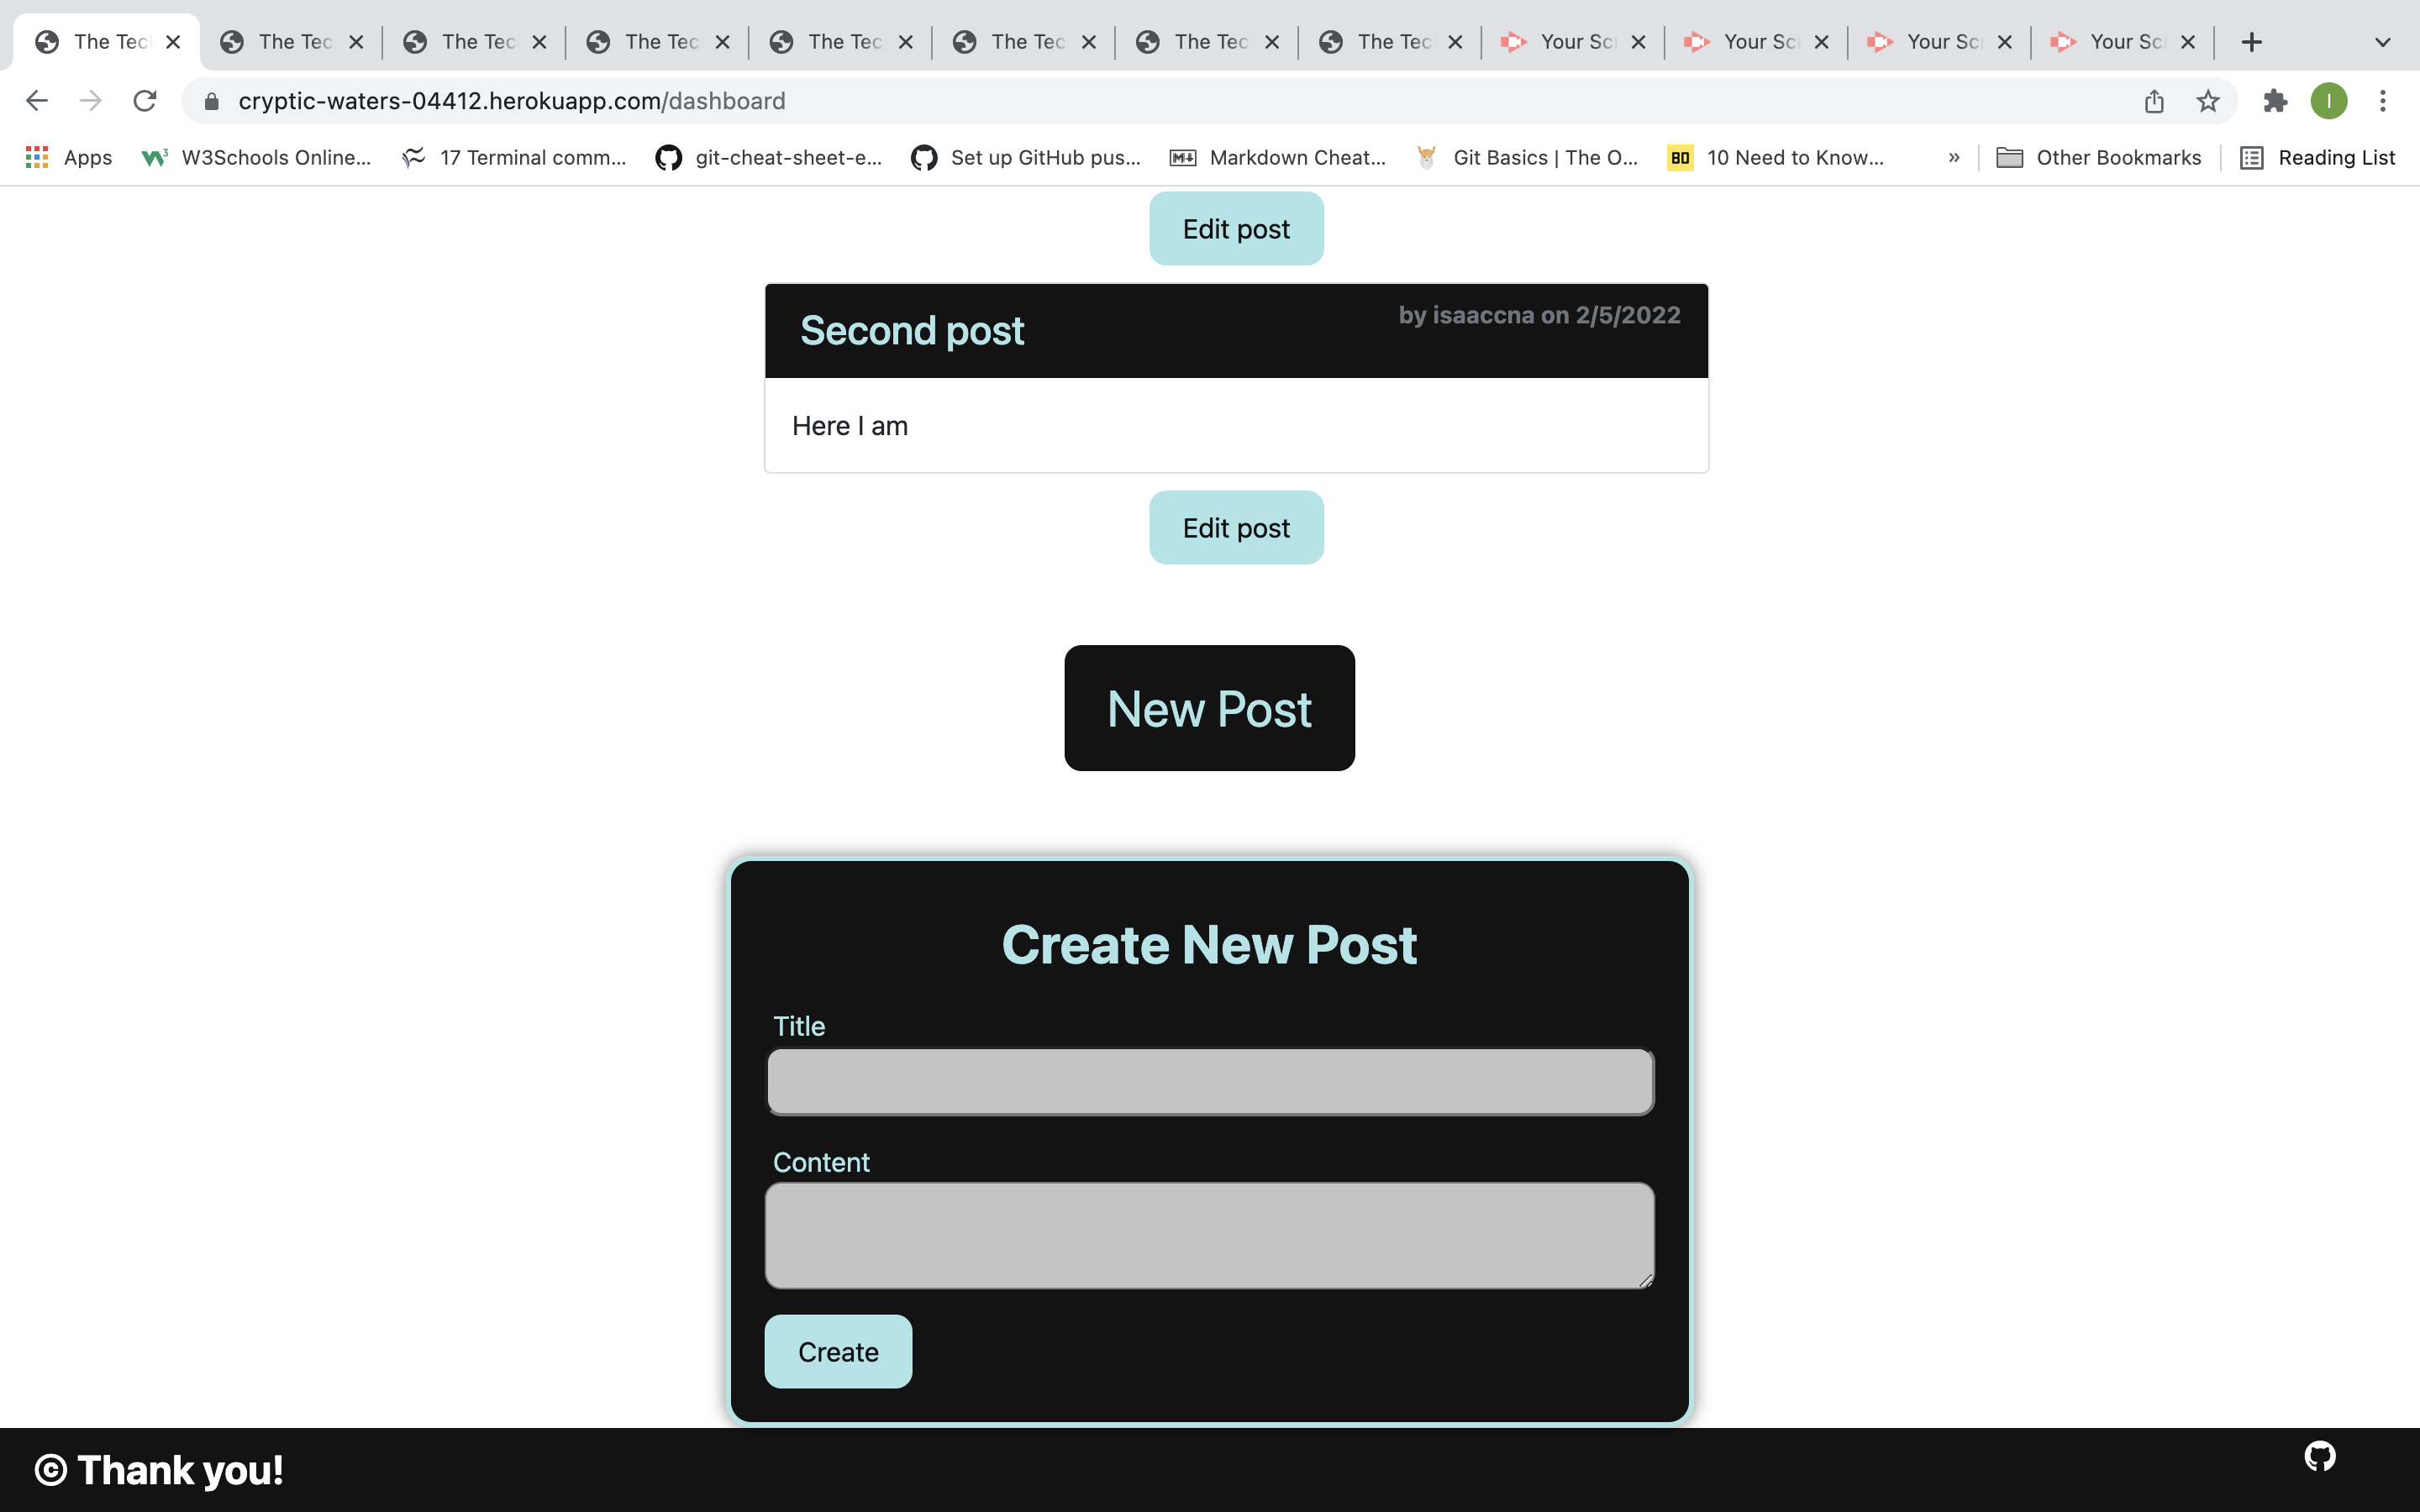 The Tec The Tec The Tec The Tec The Tec The Tec The Tec The Tec Your Sc Your Sc Your Sc Your Sc
cryptic-waters-04412.herokuapp.com/dashboard I
Apps W3Schools Online... 17 Terminal comm... git-cheat-sheet-e... Set up GitHub pus... Markdown Cheat... Git Basics | The O... 10 Need to Know... » Other Bookmarks Reading List
Edit post
Second post by isaaccna on 2/5/2022
Here I am
Edit post
New Post
Create New Post
Title
Content
Create
© Thank you!